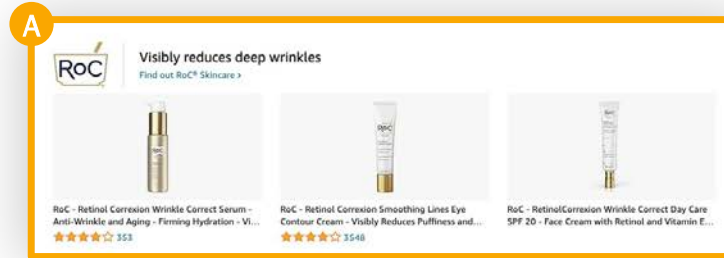 A
RoC
Visibly reduces deep wrinkles
Find out RoC® Skincare ›
RoC - Retinol Correxion Wrinkle Correct Serum -
Anti-Wrinkle and Aging - Firming Hydration - Vi...
353
RoC - Retinol Correxion Smoothing Lines Eye
Contour Cream - Visibly Reduces Puffiness and...
3548
RoC - RetinolCorrexion Wrinkle Correct Day Care
SPF 20 - Face Cream with Retinol and Vitamin E...